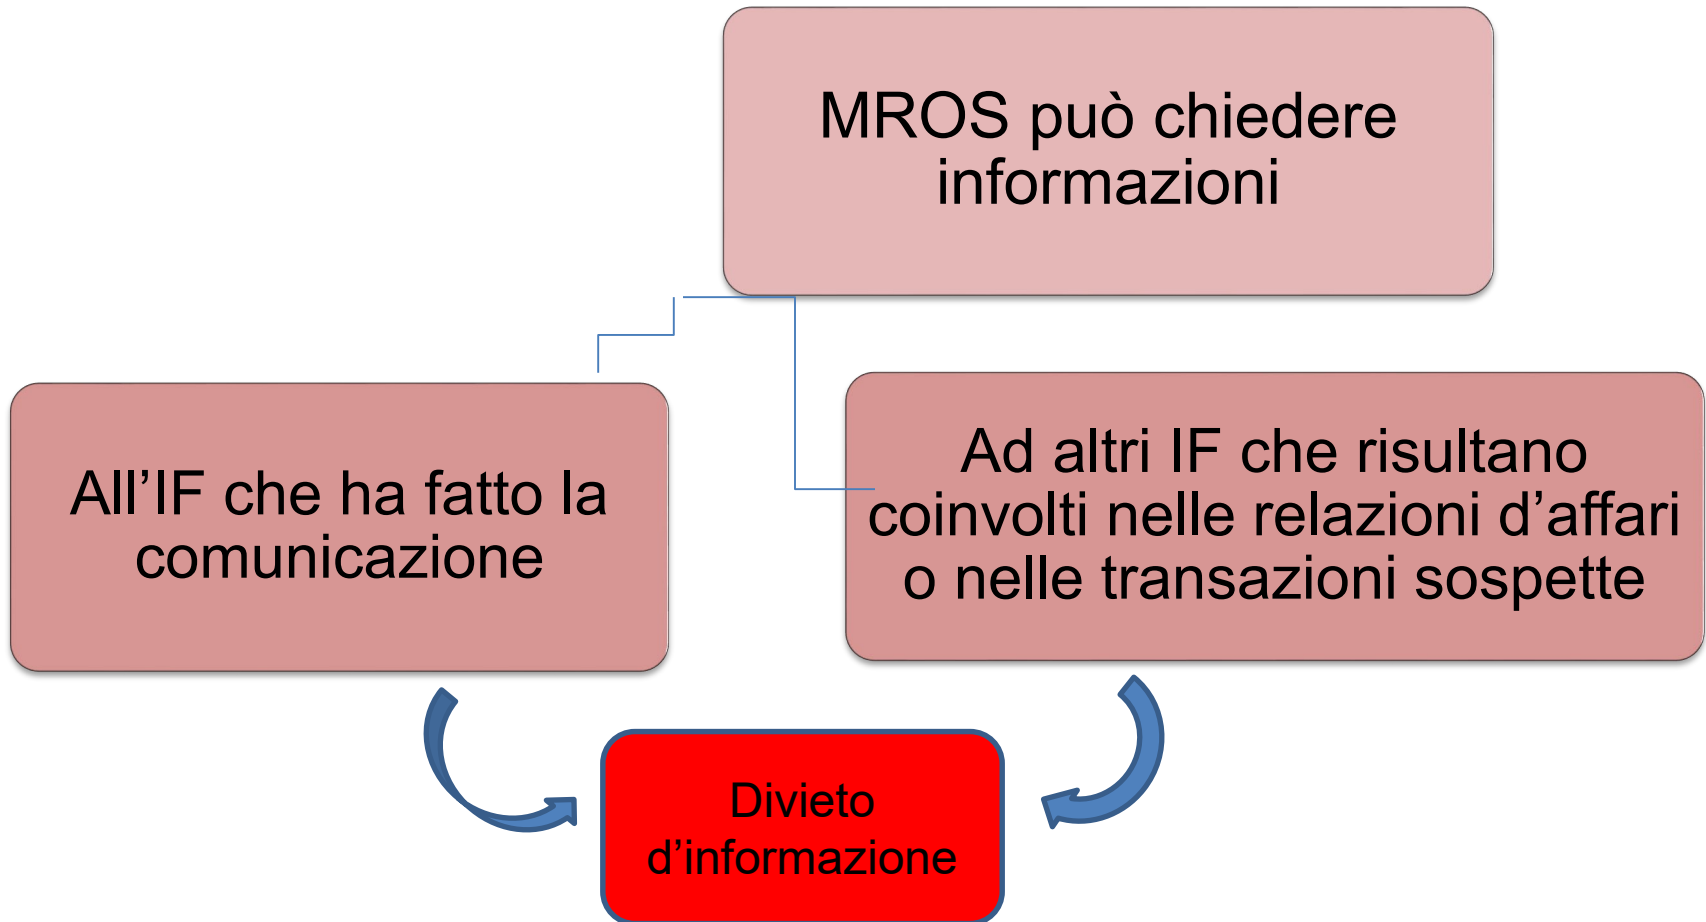 MROS può chiedere
informazioni
All’IF che ha fatto la
comunicazione
Ad altri IF che risultano
coinvolti nelle relazioni d’affari
o nelle transazioni sospette
Divieto
d’informazione